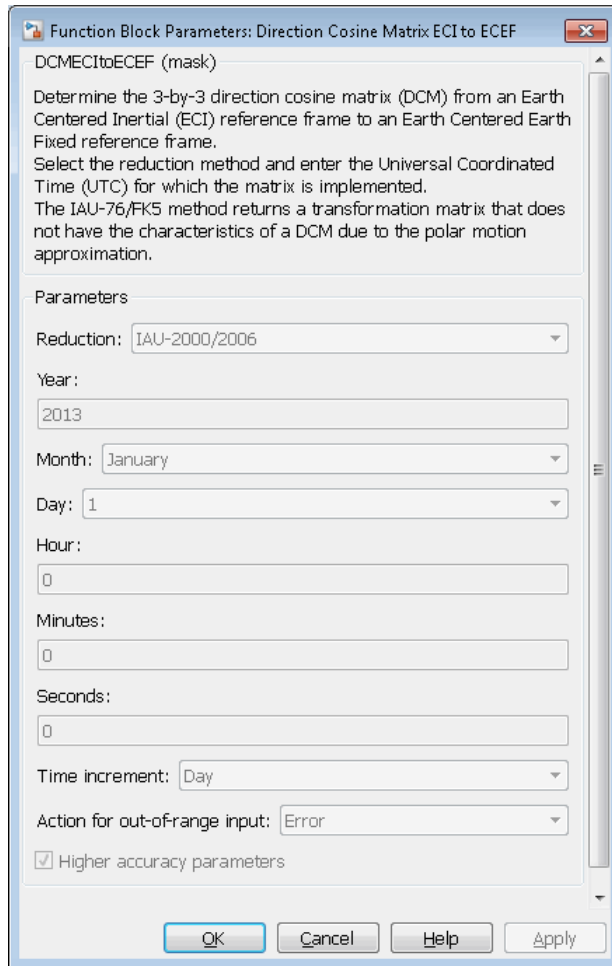 Function Block Parameters: Direction Cosine Matrix ECI to ECEF
DCMECItoECEF (mask)
Determine the 3-by-3 direction cosine matrix (DCM) from an Earth
Centered Inertial (ECI) reference frame to an Earth Centered Earth
Fixed reference frame.
Select the reduction method and enter the Universal Coordinated
Time (UTC) for which the matrix is implemented.
The IAU-76/FK5 method returns a transformation matrix that does
not have the characteristics of a DCM due to the polar motion
approximation.
Parameters
Reduction: IAU-2000/2006
Year:
2013
Month: January
Day: 1
Hour:
0
Minutes:
0
Seconds:
0
Time increment: Day
Action for out-of-range input: Error
Higher accuracy parameters
OK Cancel Help Apply